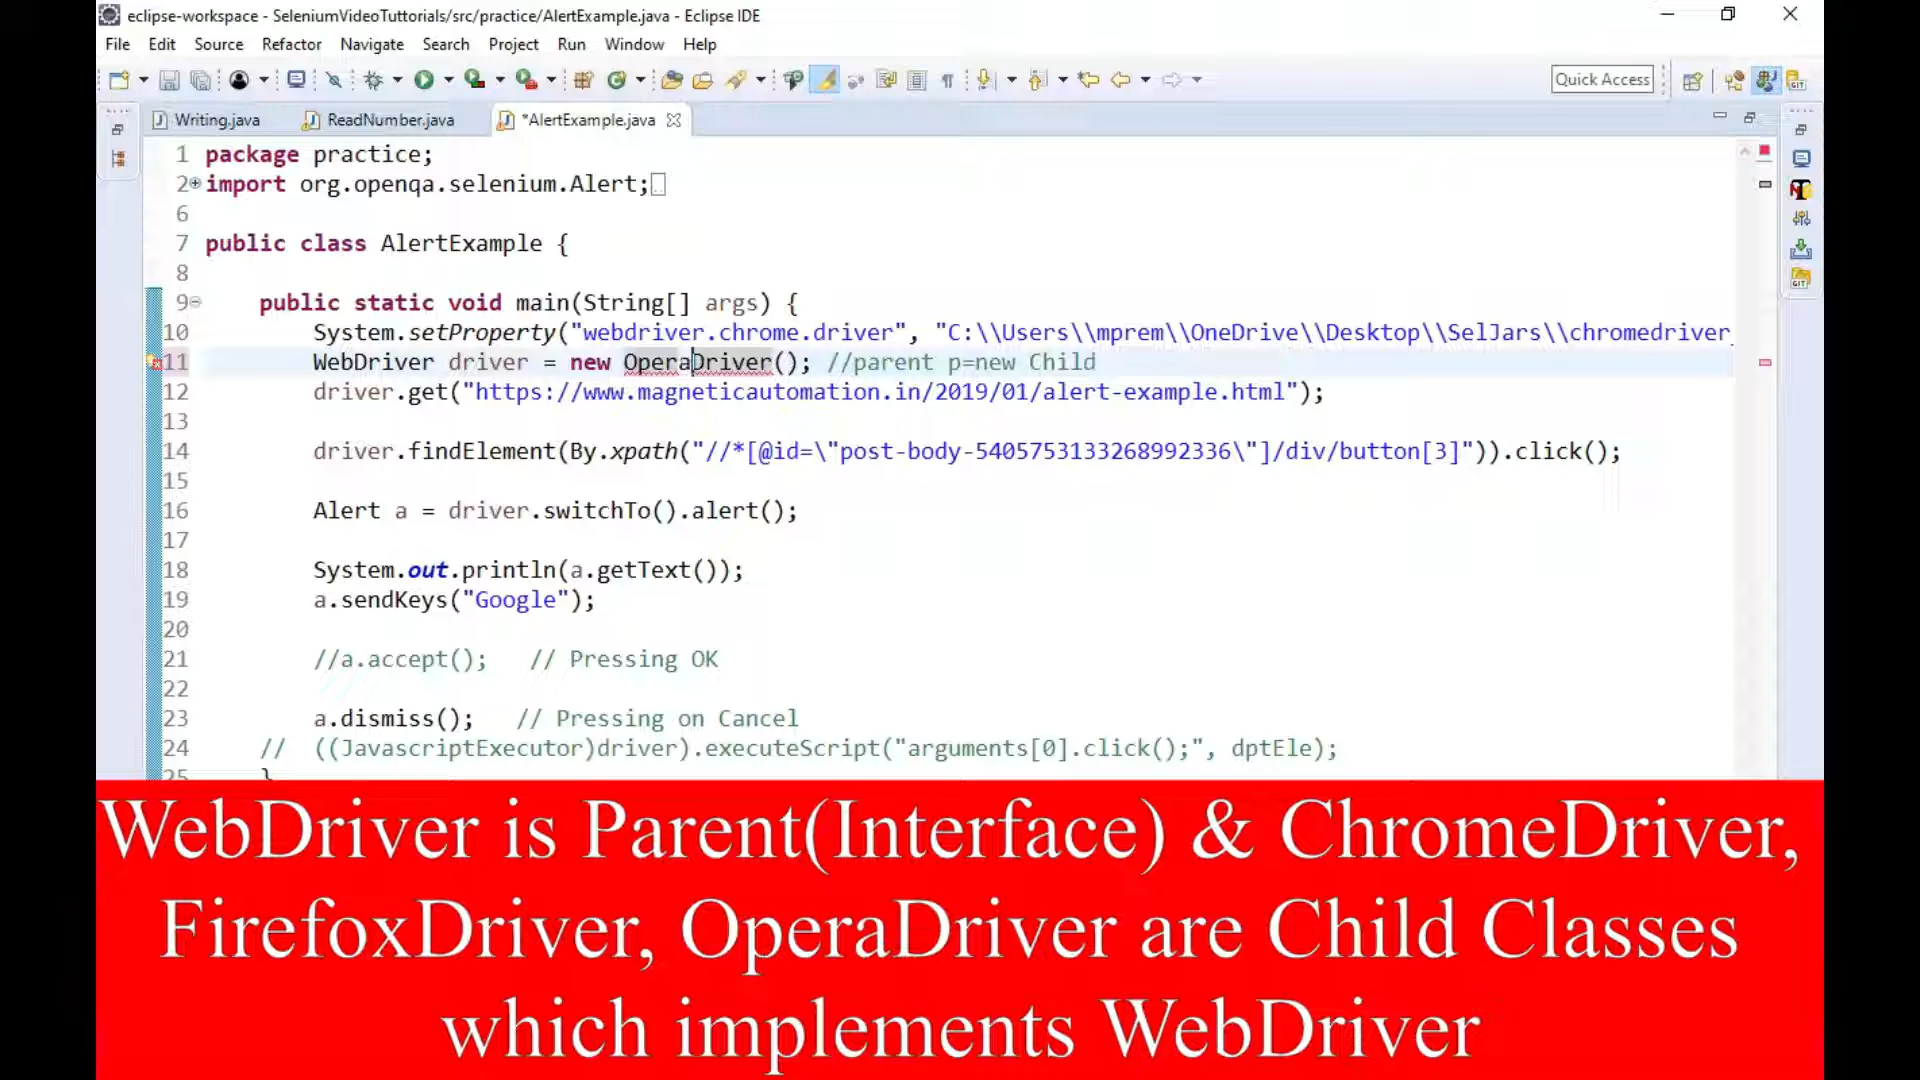 eclipse-workspace - SeleniumVideoTuttorials/src/practice/AlertExample.java - Eclipse IDE
File Edit Source Refactor Navigate Search Project Run Window Help
Quick Access
Writing.java ReadNumber.java *AlertExample.java
1 package practice;
2 import org.openqa.selenium.Alert;
6
7 public class AlertExample {
8
9 public static void main(String[] args) {
10 System.setProperty("webdriver.chrome.driver", "C:\\Users\\mprem\\OneDrive\\Desktop\\SelJars\\chromedriver_
11 WebDriver driver = new OperaDriver(); //parent p=new Child
12 driver.get("https://www.magneticautomation.in/2019/01/alert-example.html");
13
14 driver.findElement(By.xpath("//*[@id=\"post-body-5405753133268992336\"]/div/button[3]")).click();
15
16 Alert a = driver.switchTo().alert();
17
18 System.out.println(a.getText());
19 a.sendKeys("Google");
20
21 //a.accept(); // Pressing OK
22
23 a.dismiss(); // Pressing on Cancel
24 // ((JavascriptExecutor)driver).executeScript("arguments[0].click();", dptEle);
25 }
WebDriver is Parent(Interface) & ChromeDriver,
FirefoxDriver, OperaDriver are Child Classes
which implements WebDriver